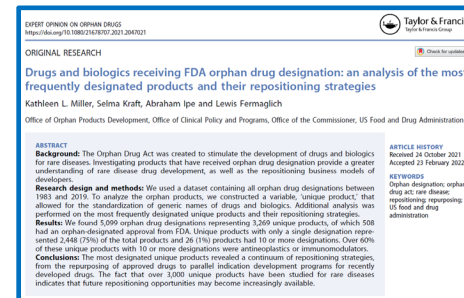 EXPERT OPINION ON ORPHAN DRUGS
https://doi.org/10.1080/21678707.2021.2047021
Taylor & Franci
Taylor & Francis Group
ORIGINAL RESEARCH
Check for updates
Drugs and biologics receiving FDA orphan drug designation: an analysis of the most
frequently designated products and their repositioning strategies
Kathleen L. Miller, Selma Kraft, Abraham Ipe and Lewis Fermaglich
Office of Orphan Products Development, Office of Clinical Policy and Programs, Office of the Commissioner, US Food and Drug Administration
ABSTRACT
Background: The Orphan Drug Act was created to stimulate the development of drugs and biologics
for rare diseases. Investigating products that have received orphan drug designation provide a greater
understanding of rare disease drug development, as well as the repositioning business models of
developers.
Research design and methods: We used a dataset containing all orphan drug designations between
1983 and 2019. To analyze the orphan products, we constructed a variable, 'unique product,' that
allowed for the standardization of generic names of drugs and biologics. Additional analysis was
performed on the most frequently designated unique products and their repositioning strategies.
Results: We found 5,099 orphan drug designations representing 3,269 unique products, of which 508
had an orphan-designated approval from FDA. Unique products with only a single designation repre-
sented 2,448 (75%) of the total products and 26 (1%) products had 10 or more designations. Over 60%
of these unique products with 10 or more designations were antineoplastics or immunomodulators.
Conclusions: The most designated unique products revealed a continuum of repositioning strategies,
from the repurposing of approved drugs to parallel indication development programs for recently
developed drugs. The fact that over 3,000 unique products have been studied for rare diseases
indicates that future repositioning opportunities may become increasingly available.
ARTICLE HISTORY
Received 24 October 2021
Accepted 23 February 2022
KEYWORDS
Orphan designation; orphan
drug act; rare disease;
repositioning; repurposing;
US food and drug
administration